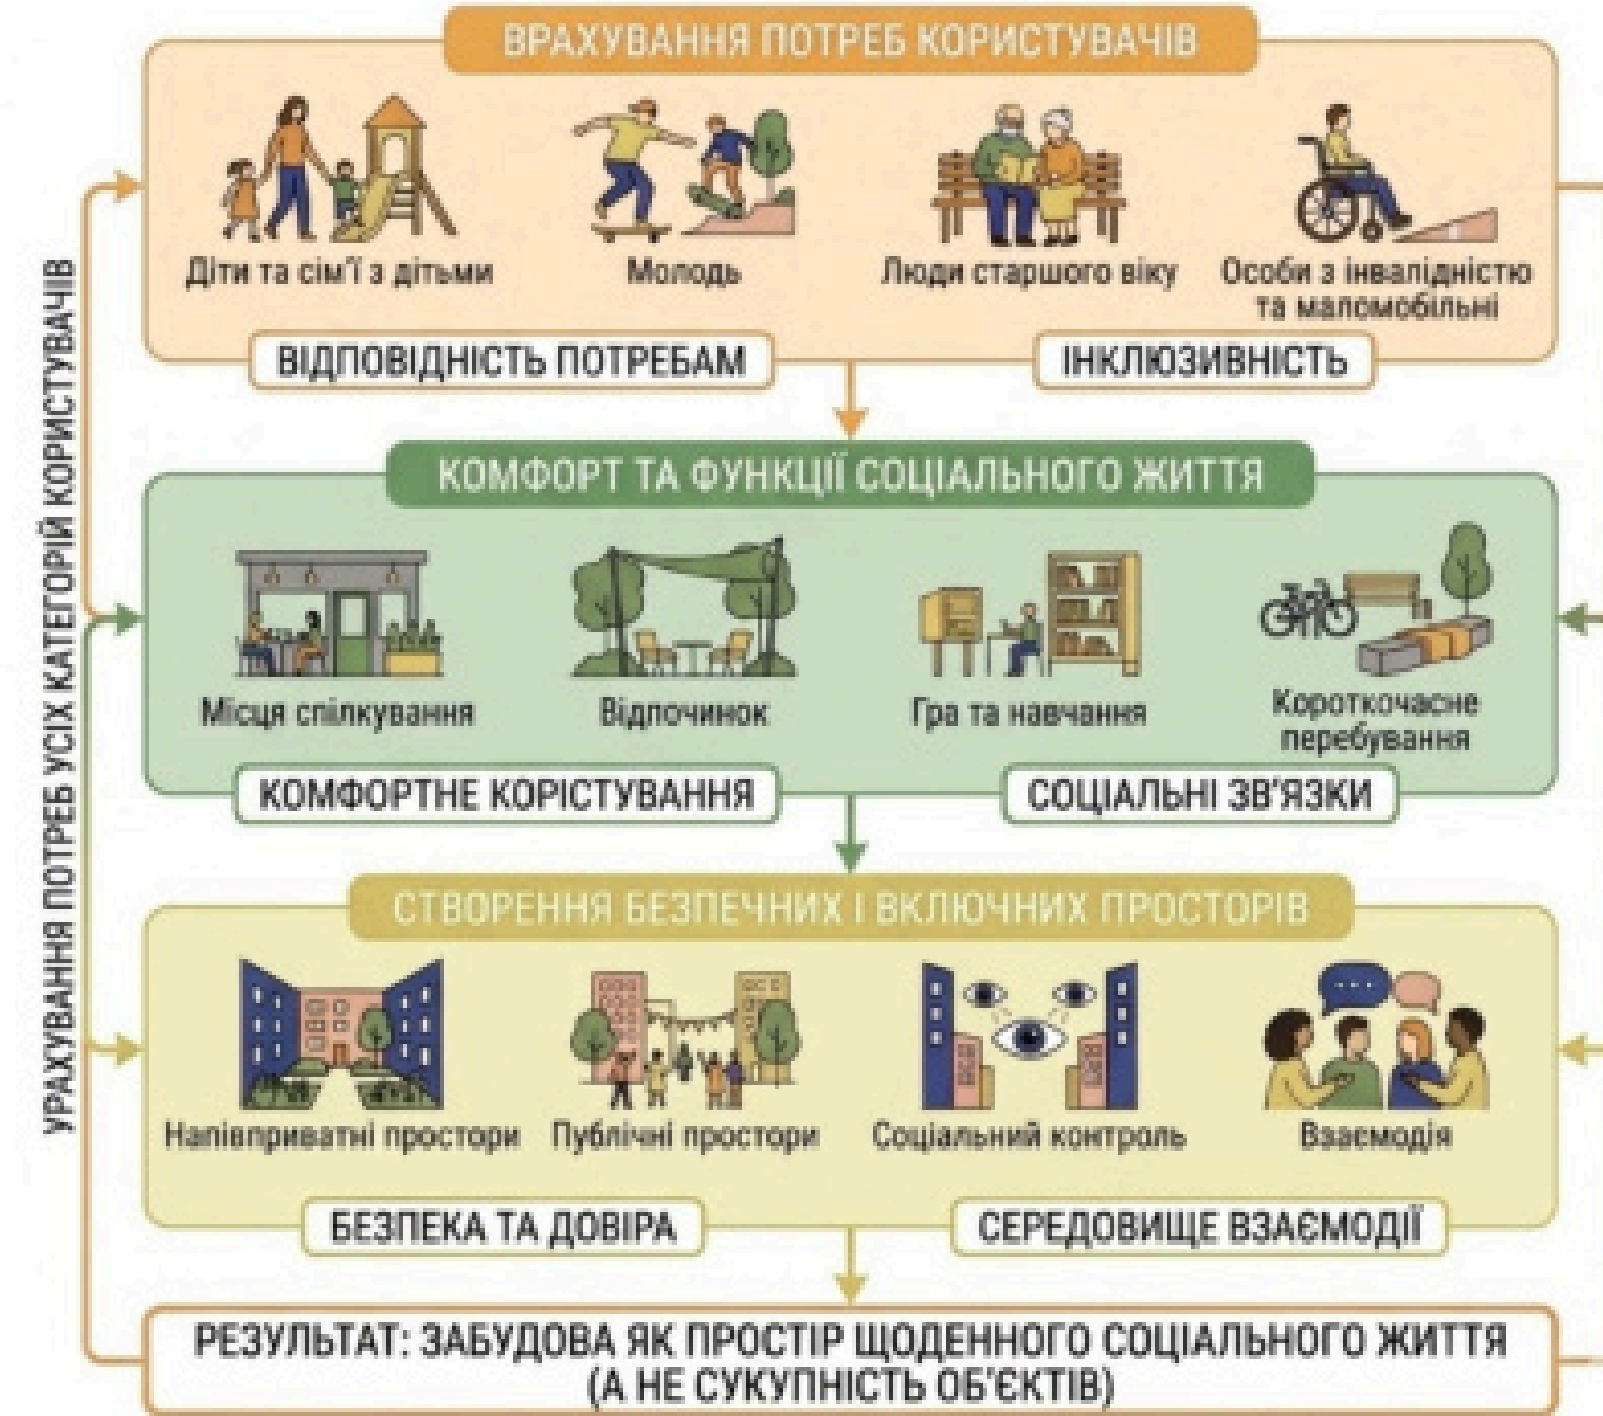 ВРАХУВАННЯ ПОТРЕБ КОРИСТУВАЧІВ
Діти та сім'ї з дітьми
Молодь
Люди старшого віку
Особи з інвалідністю
та маломобільні
ВІДПОВІДНІСТЬ ПОТРЕБАМ
ІНКЛЮЗИВНІСТЬ
УРАХУВАННЯ ПОТРЕБ УСІХ КАТЕГОРІЙ КОРИСТУВАЧІВ
КОМФОРТ ТА ФУНКЦІЇ СОЦІАЛЬНОГО ЖИТТЯ
Місця спілкування
Відпочинок
Гра та навчання
Короткочасне
перебування
КОМФОРТНЕ КОРІСТУВАННЯ
СОЦІАЛЬНІ ЗВ'ЯЗКИ
СТВОРЕННЯ БЕЗПЕЧНИХ І ВКЛЮЧНИХ ПРОСТОРІВ
Напівприватні простори
Публічні простори
Соціальний контроль
Взаємодія
БЕЗПЕКА ТА ДОВІРА
СЕРЕДОВИЩЕ ВЗАЄМОДІЇ
РЕЗУЛЬТАТ: ЗАБУДОВА ЯК ПРОСТІР ЩОДЕННОГО СОЦІАЛЬНОГО ЖИТТЯ
(А НЕ СУКУПНІСТЬ ОБ'ЄКТІВ)